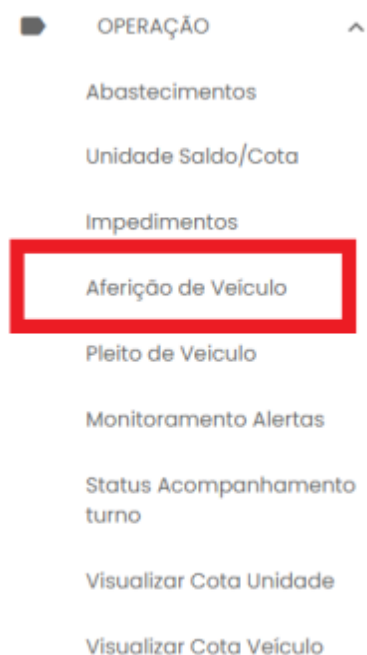 OPERAÇÃO
Abastecimentos
Unidade Saldo/Cota
Impedimentos
Aferição de Veículo
Pleito de Veiculo
Monitoramento Alertas
Status Acompanhamento
turno
Visualizar Cota Unidade
Visualizar Cota Veículo